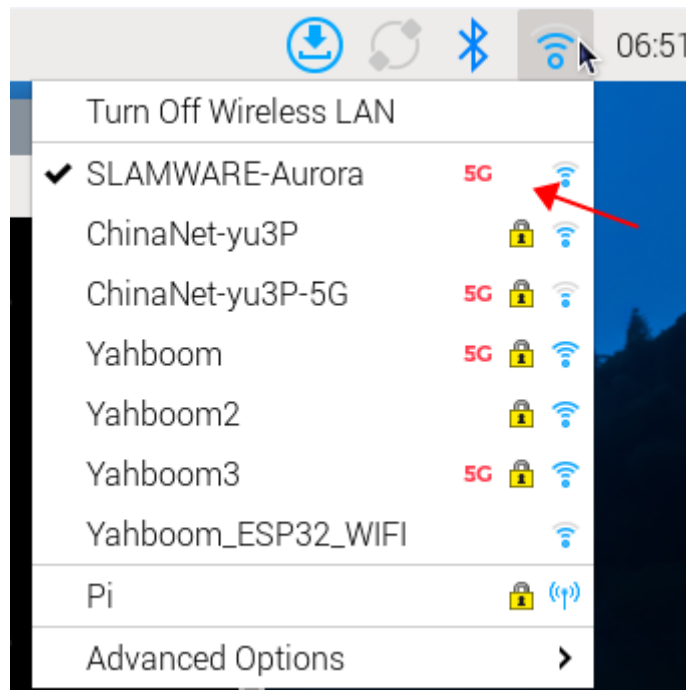 06:51
Turn Off Wireless LAN
SLAMWARE-Aurora 5G
ChinaNet-yu3P
ChinaNet-yu3P-5G 5G
Yahboom 5G
Yahboom2
Yahboom3 5G
Yahboom_ESP32_WIFI
Pi
Advanced Options